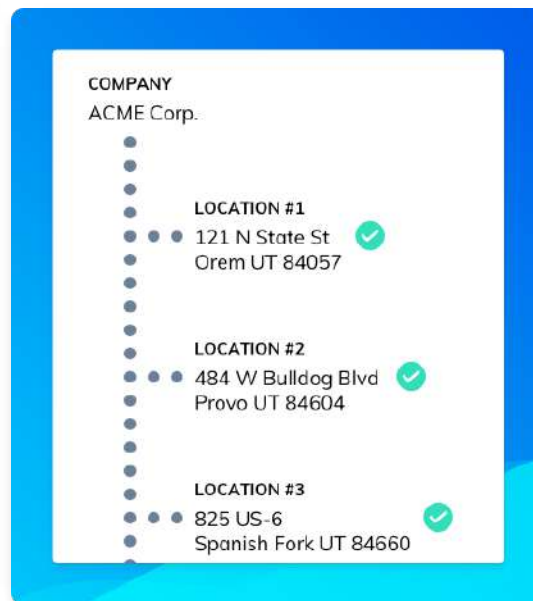 COMPANY
ACME Corp.
LOCATION #1
121 N State St
Orem UT 84057
LOCATION #2
484 W Bulldog Blvd
Provo UT 84604
LOCATION #3
825 US-6
Spanish Fork UT 84660